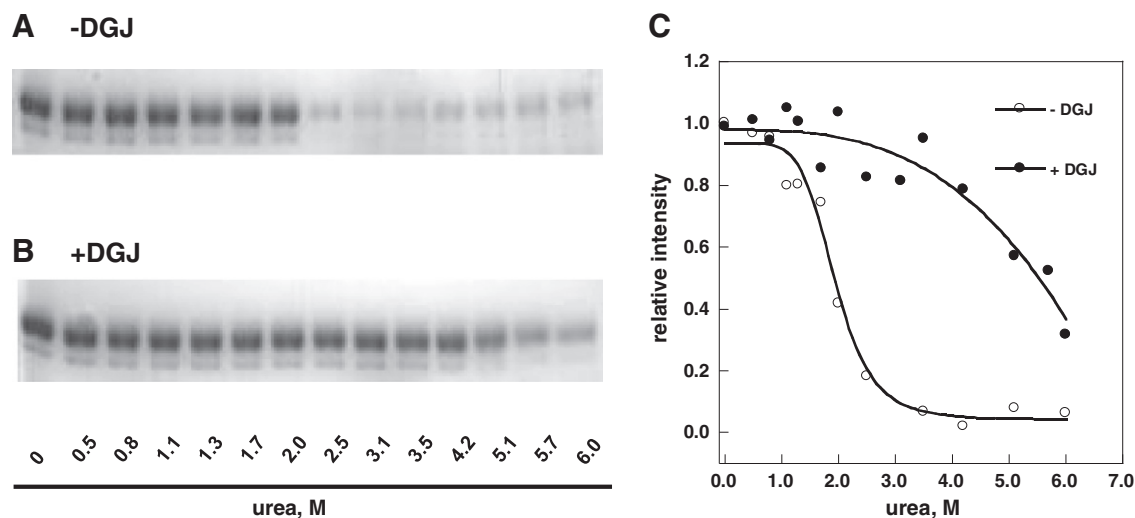 A -DGJ
B +DGJ
0 0.5 0.8 1.1 1.3 1.7 2.0 2.5 3.1 3.5 4.2 5.1 5.7 6.0
urea, M
C
1.2
1.0
0.8
0.6
0.4
0.2
0.0
relative intensity
- DGJ
+ DGJ
0.0 1.0 2.0 3.0 4.0 5.0 6.0 7.0
urea, M